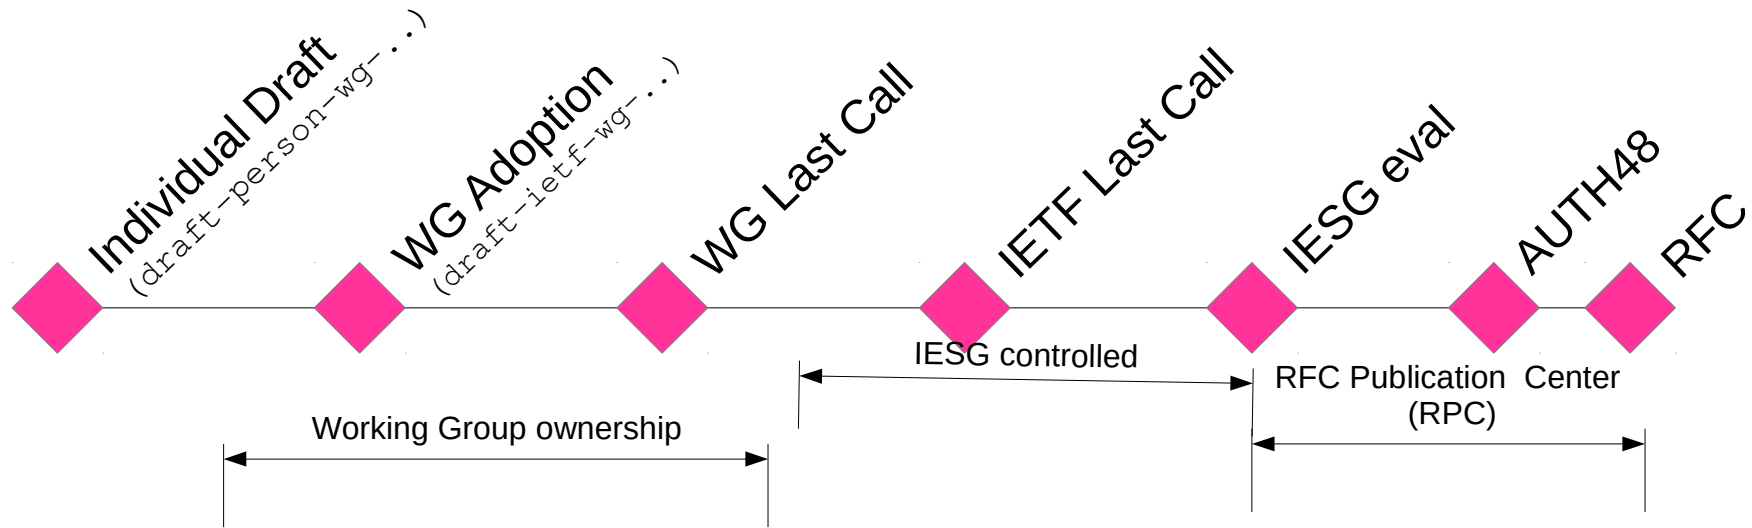 Individual Draft
(draft-person-wg-..)
WG Adoption
(draft-ietf-wg-..)
WG Last Call
IETF Last Call
IESG eval
AUTH48
RFC
IESG controlled
RFC Publication  Center
(RPC)
Working Group ownership